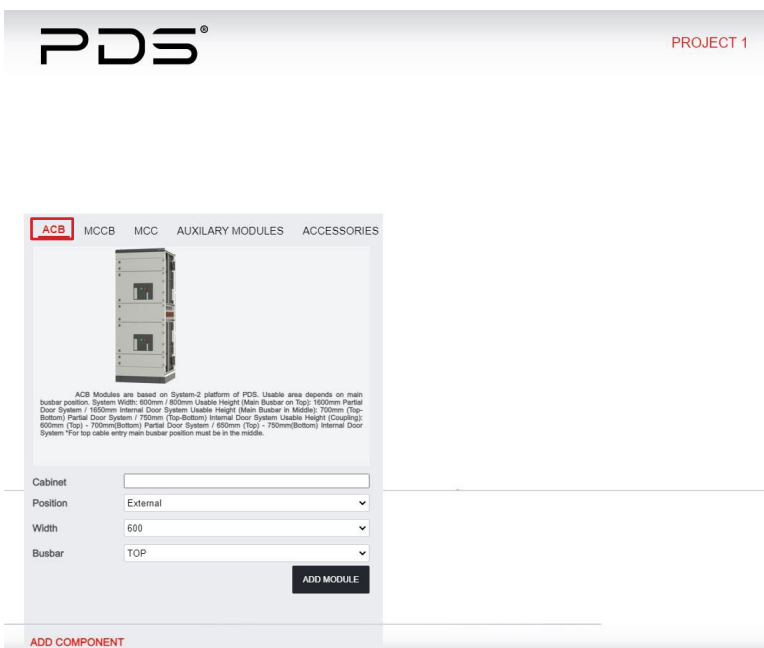 PDS®
PROJECT 1
ACB MCCB MCC AUXILARY MODULES ACCESSORIES
ACB Modules are based on System-2 platform of PDS. Usable area depends on main
busbar position. System Width: 600mm / 800mm Usable Height (Main Busbar on Top): 1600mm Partial
Door System / 1650mm Internal Door System Usable Height (Main Busbar in Middle): 700mm (Top-
Bottom) Partial Door System / 750mm (Top-Bottom) Internal Door System Usable Height (Coupling):
600mm (Top) - 700mm(Bottom) Partial Door System / 650mm (Top) - 750mm(Bottom) Internal Door
System *For top cable entry main busbar position must be in the middle.
Cabinet
Position External
Width 600
Busbar TOP
ADD MODULE
ADD COMPONENT